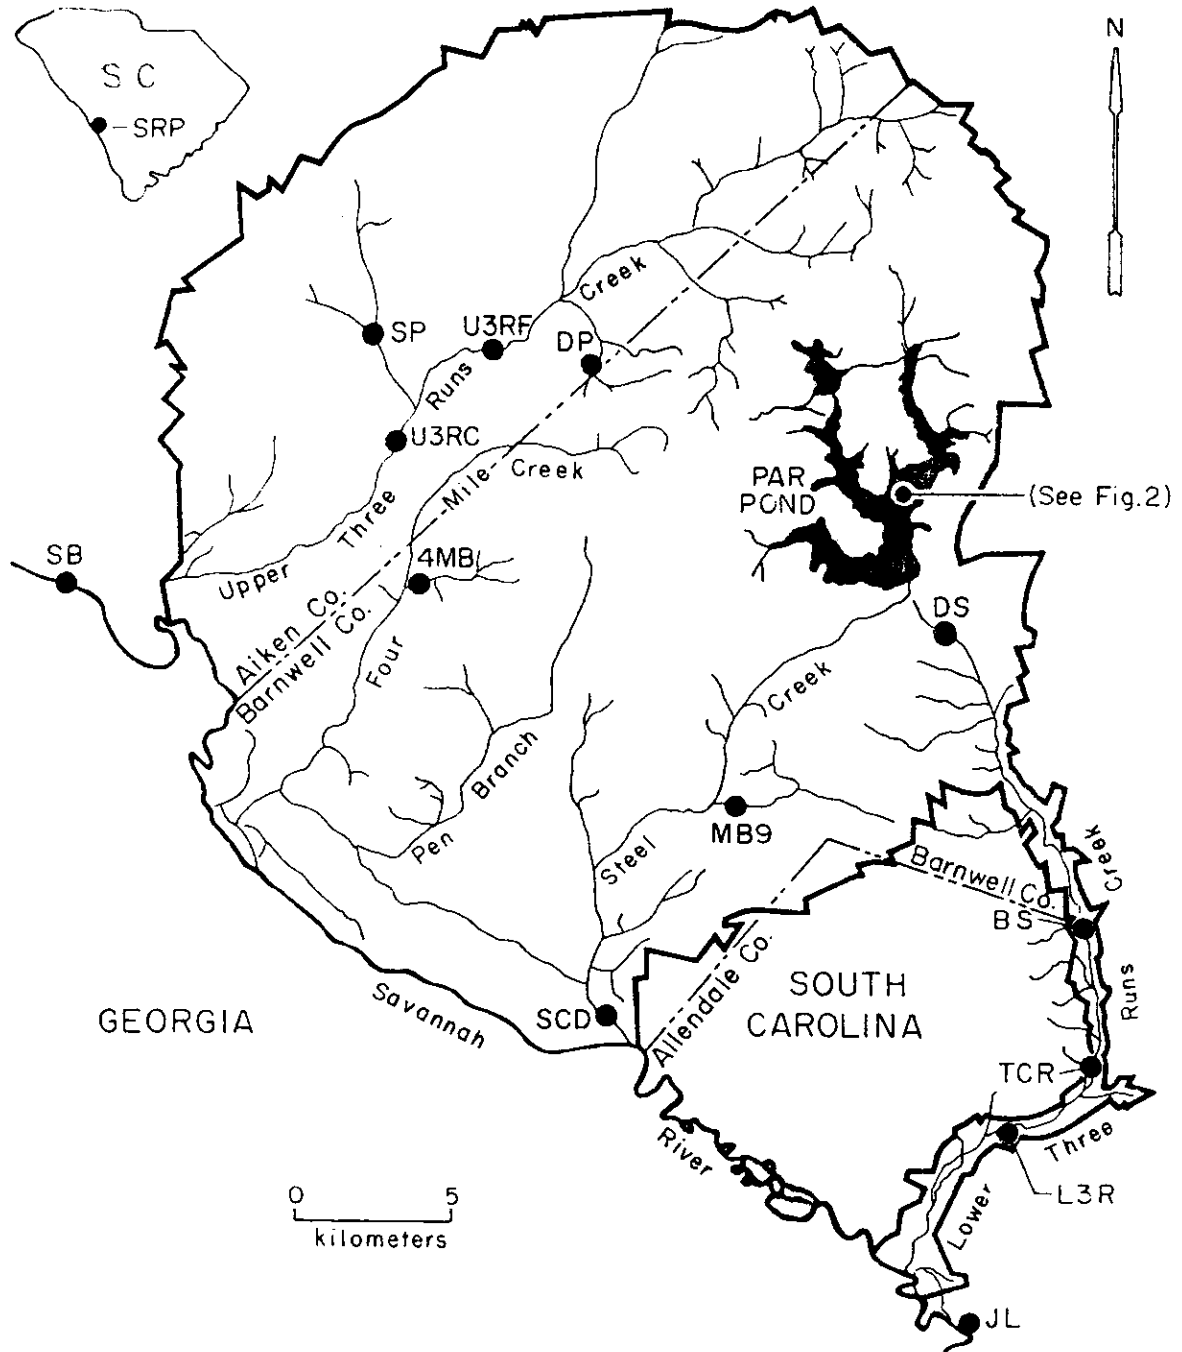 N
SC
SRP
Creek
SP
U3RF
DP
Runs
U3RC
Creek
Mile
Three
PAR
POND
(See Fig.2)
SB
4MB
Upper
Aiken Co.
Barnwell Co.
DS
Four
Creek
Branch
Pen
MB9
Steel
Barnwell Co.
Creek
BS
Allendale Co.
SOUTH
CAROLINA
Runs
GEORGIA
Savannah
SCD
TCR
Three
River
L3R
Lower
0 5
kilometers
JL